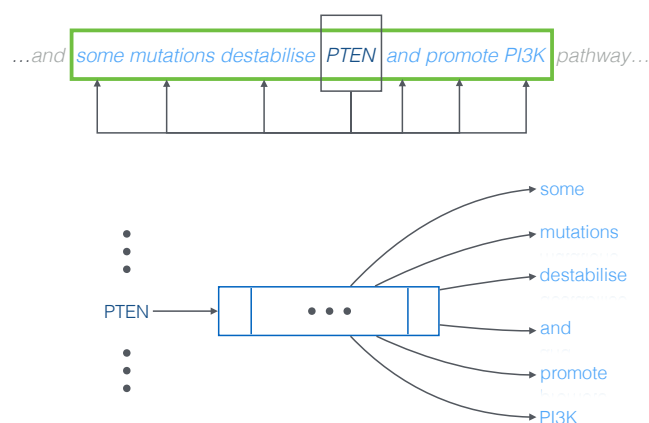 ...and some mutations destabilise PTEN and promote PI3K pathway...
some
mutations
destabilise
PTEN
and
promote
PI3K